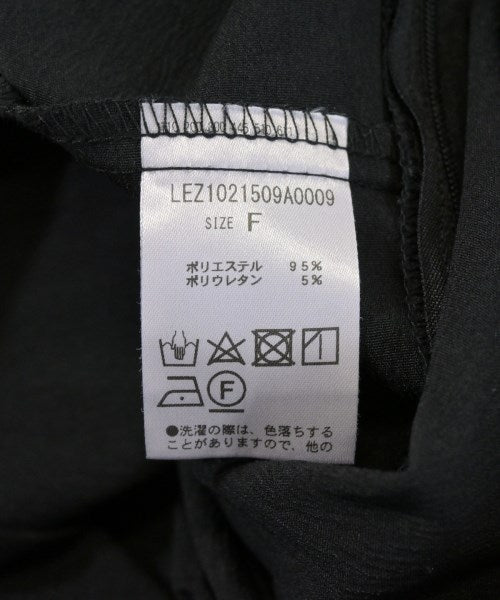 LEZ1021509A0009
SIZE F
ポリエステル 95%
ポリウレタン 5%
F
●洗濯の際は、色落ちする
ことがありますので、他の